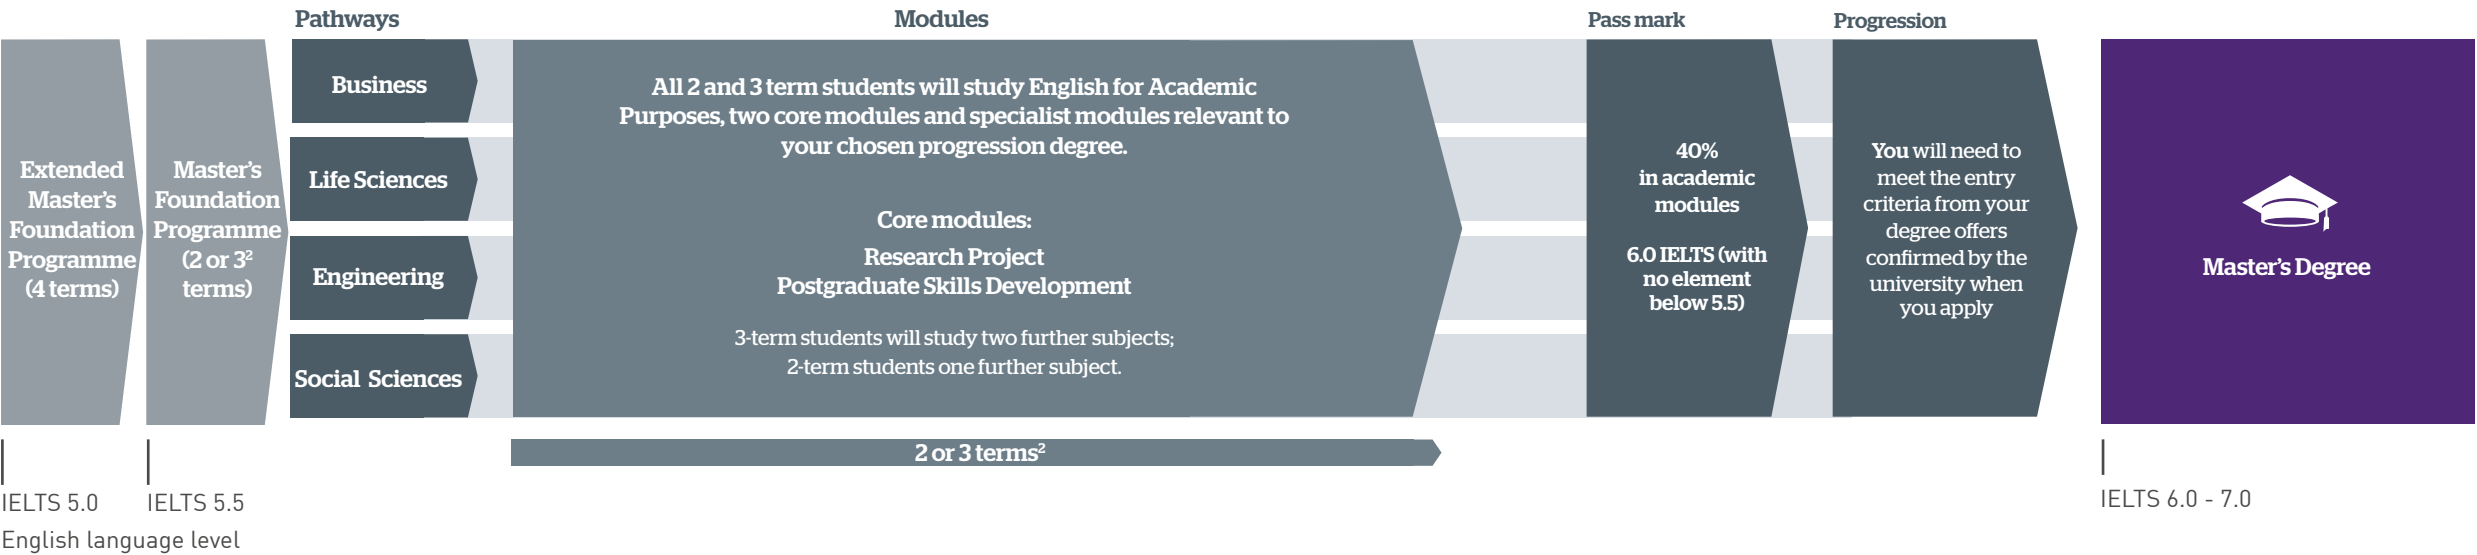 Pathways
Modules
Pass mark
Progression
Extended
Master's
Foundation
Programme
(4 terms)
Master's
Foundation
Programme
(2 or 3²
terms)
Business
Life Sciences
Engineering
Social Sciences
All 2 and 3 term students will study English for Academic
Purposes, two core modules and specialist modules relevant to
your chosen progression degree.
Core modules:
Research Project
Postgraduate Skills Development
3-term students will study two further subjects;
2-term students one further subject.
2 or 3 terms²
40%
in academic
modules
6.0 IELTS (with
no element
below 5.5)
You will need to
meet the entry
criteria from your
degree offers
confirmed by the
university when
you apply
Master's Degree
IELTS 5.0
IELTS 5.5
English language level
IELTS 6.0 - 7.0